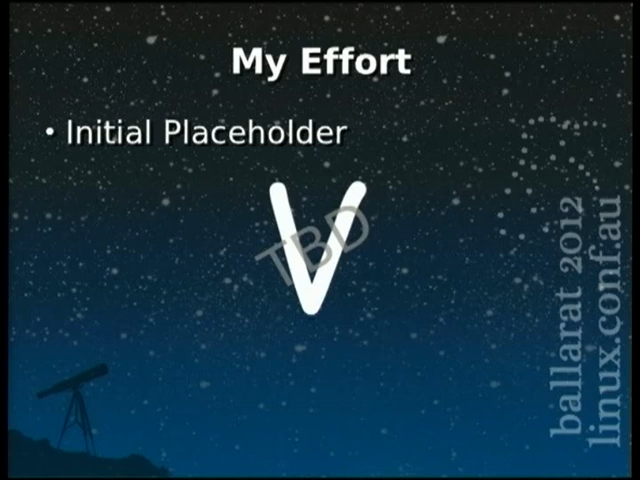 My Effort
• Initial Placeholder
V
TBD
ballarat 2012
linux.conf.au